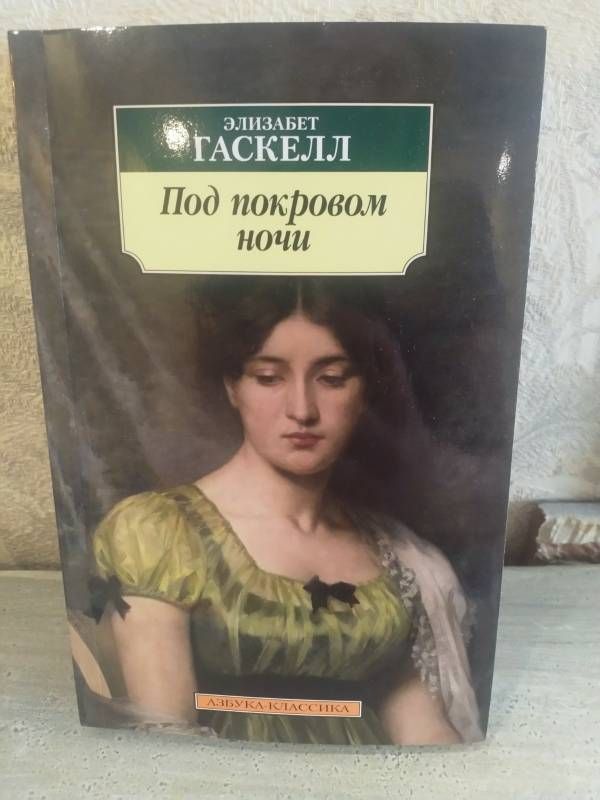 ЭЛИЗАБЕТ
ГАСКЕЛЛ
Под покровом
ночи
АЗБУКА-КЛАССИКА